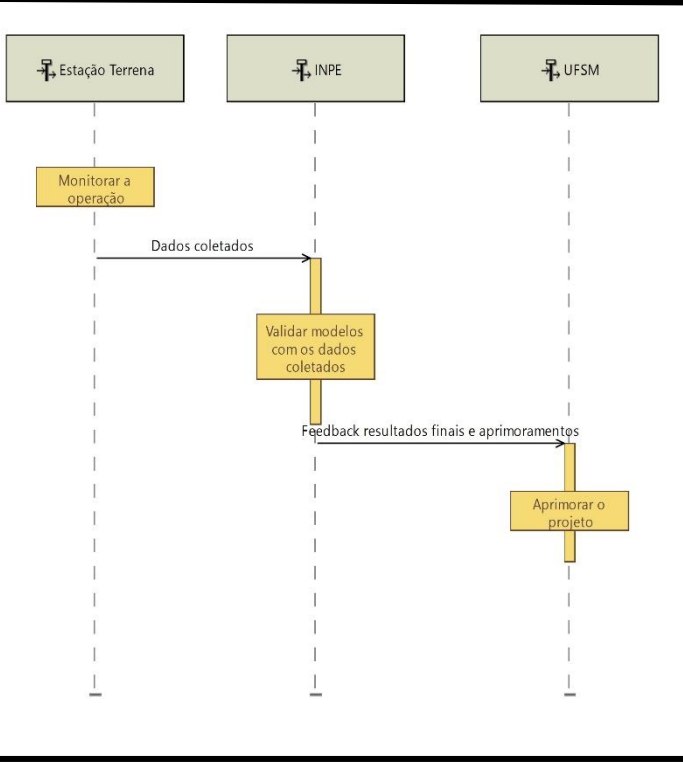 Estação Terrena
INPE
UFSM
Monitorar a
operação
Dados coletados
Validar modelos
com os dados
coletados
Feedback resultados finais e aprimoramentos
Aprimorar o
projeto